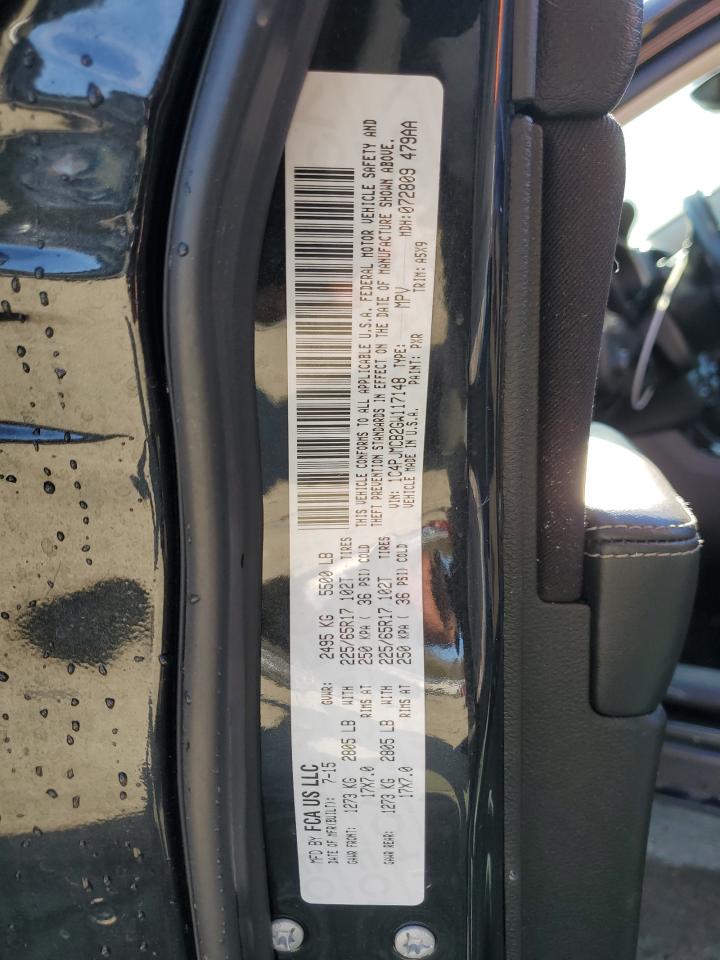 MFD BY FCA US LLC
DATE OF MFR(BUILT): 7-15 GVWR: 2495 KG 5500 LB
GAWR FRONT: 1273 KG 2805 LB WITH 225/65R17 102T TIRES
17X7.0 RIMS AT 250 KPA ( 36 PSI) COLD
GAWR REAR: 1273 KG 2805 LB WITH 225/65R17 102T TIRES
17X7.0 RIMS AT 250 KPA ( 36 PSI) COLD
THIS VEHICLE CONFORMS TO ALL APPLICABLE U.S.A. FEDERAL MOTOR VEHICLE SAFETY AND
THEFT PREVENTION STANDARDS IN EFFECT ON THE DATE OF MANUFACTURE SHOWN ABOVE.
VIN: 1C4PJMCB2GW117148 TYPE: MPV MDH:072809 479AA
VEHICLE MADE IN U.S.A. PAINT: PXR TRIM: A5X9